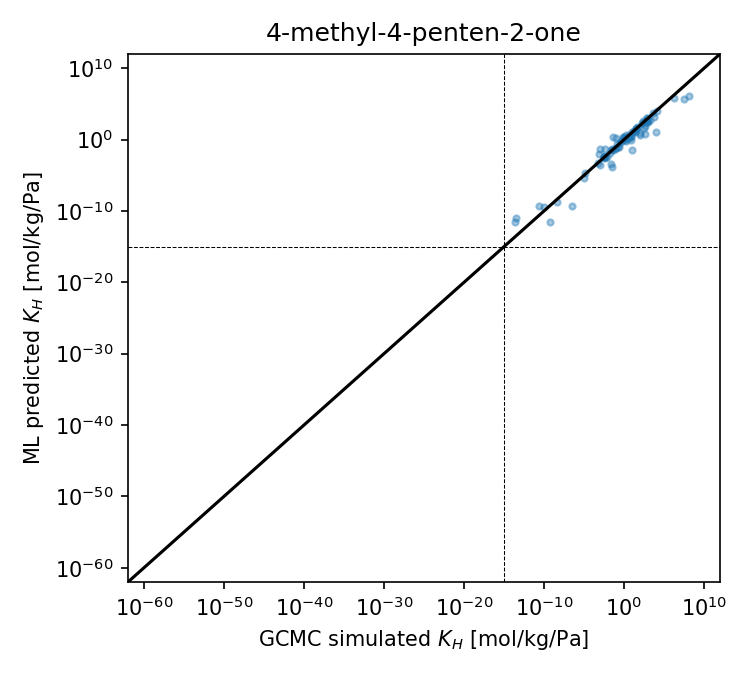 4-methyl-4-penten-2-one
ML predicted K_H [mol/kg/Pa]
10^10
10^0
10^−10
10^−20
10^−30
10^−40
10^−50
10^−60
10^−60 10^−50 10^−40 10^−30 10^−20 10^−10 10^0 10^10
GCMC simulated K_H [mol/kg/Pa]